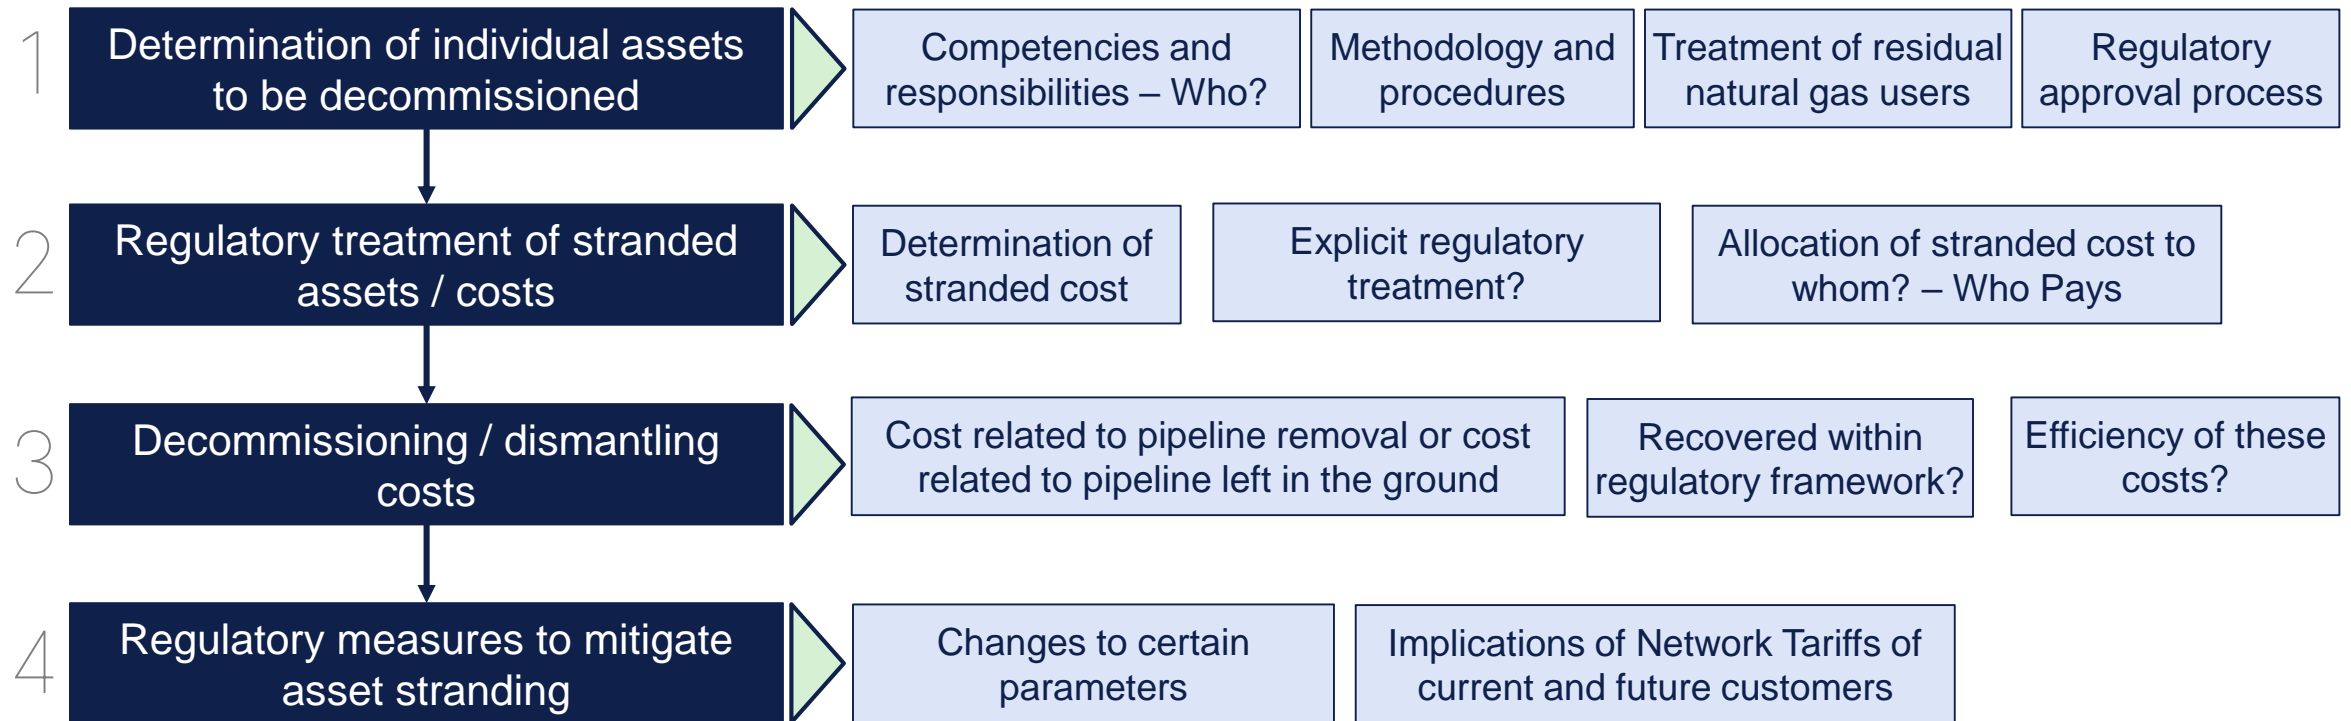 1
Determination of individual assets
to be decommissioned
Competencies and
responsibilities – Who?
Methodology and
procedures
Treatment of residual
natural gas users
Regulatory
approval process
2
Regulatory treatment of stranded
assets / costs
Determination of
stranded cost
Explicit regulatory
treatment?
Allocation of stranded cost to
whom? – Who Pays
3
Decommissioning / dismantling
costs
Cost related to pipeline removal or cost
related to pipeline left in the ground
Recovered within
regulatory framework?
Efficiency of these
costs?
4
Regulatory measures to mitigate
asset stranding
Changes to certain
parameters
Implications of Network Tariffs of
current and future customers